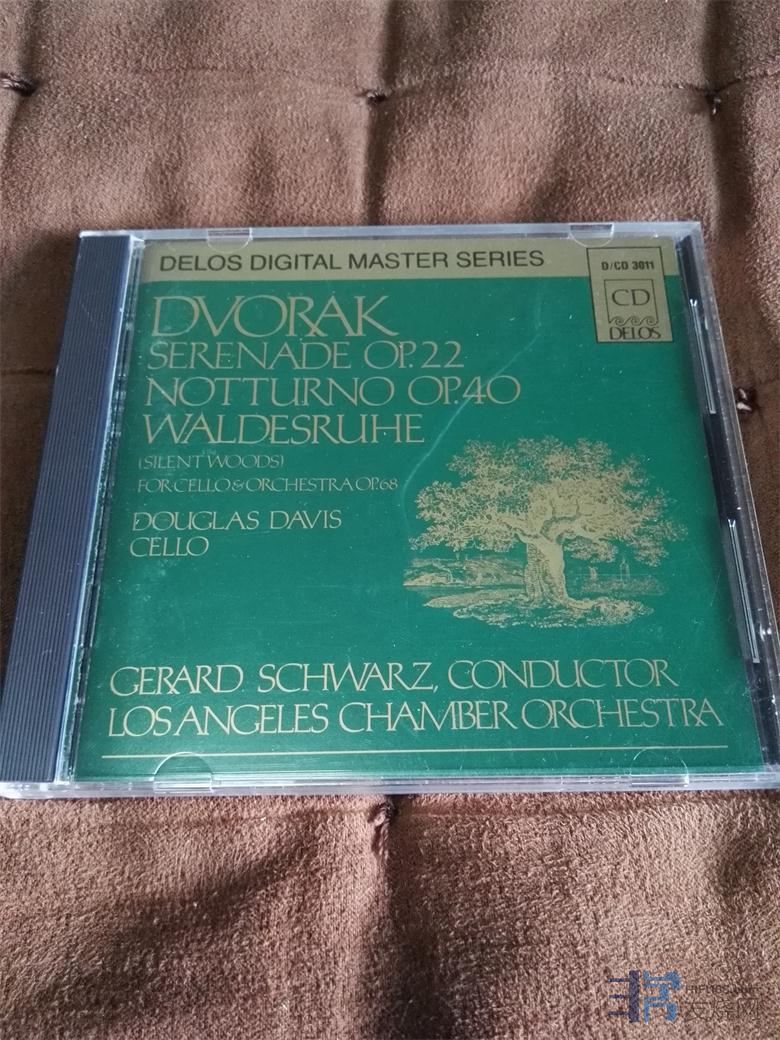 DELOS DIGITAL MASTER SERIES
D/CD 3011
CD
DELOS
DVORAK
SERENADE OP.22
NOTTURNO OP.40
WALDESRUHE
(SILENT WOODS)
FOR CELLO & ORCHESTRA OP.68
DOUGLAS DAVIS
CELLO
GERARD SCHWARZ, CONDUCTOR
LOS ANGELES CHAMBER ORCHESTRA